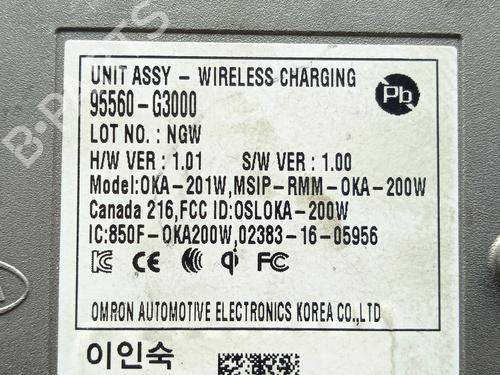 UNIT ASSY - WIRELESS CHARGING
95560-G3000
Pb
LOT NO. : NGW
H/W VER : 1.01 S/W VER : 1.00
Model:OKA-201W,MSIP-RMM-OKA-200W
Canada 216,FCC ID:OSLOKA-200W
IC:850F-OKA200W,02383-16-05956
OMRON AUTOMOTIVE ELECTRONICS KOREA CO.,LTD
이인숙
B-PARTS